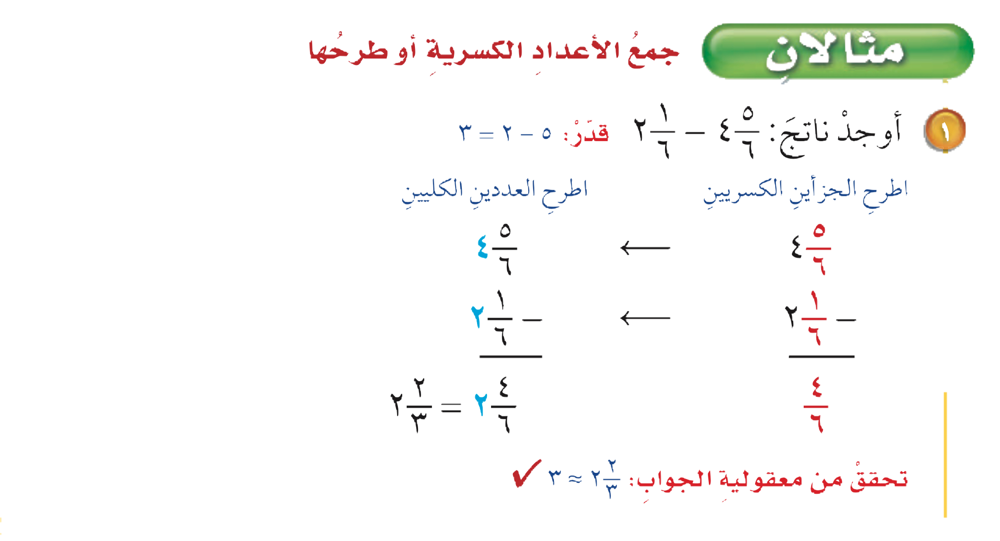 مثالانِ جمعُ الأعدادِ الكسريةِ أو طرحُها
١ أوجدْ ناتجَ: ٤ ٥/٦ − ٢ ١/٦ قدّرْ: ٥ − ٢ = ٣
اطرحِ الجزأينِ الكسريينِ اطرحِ العددينِ الكليينِ
٤ ٥/٦ ← ٤ ٥/٦
− ٢ ١/٦ ← − ٢ ١/٦
٤/٦ ٢ ٤/٦ = ٢ ٢/٣
تحققْ من معقوليةِ الجوابِ: ٢ ٢/٣ ≈ ٣ ✓